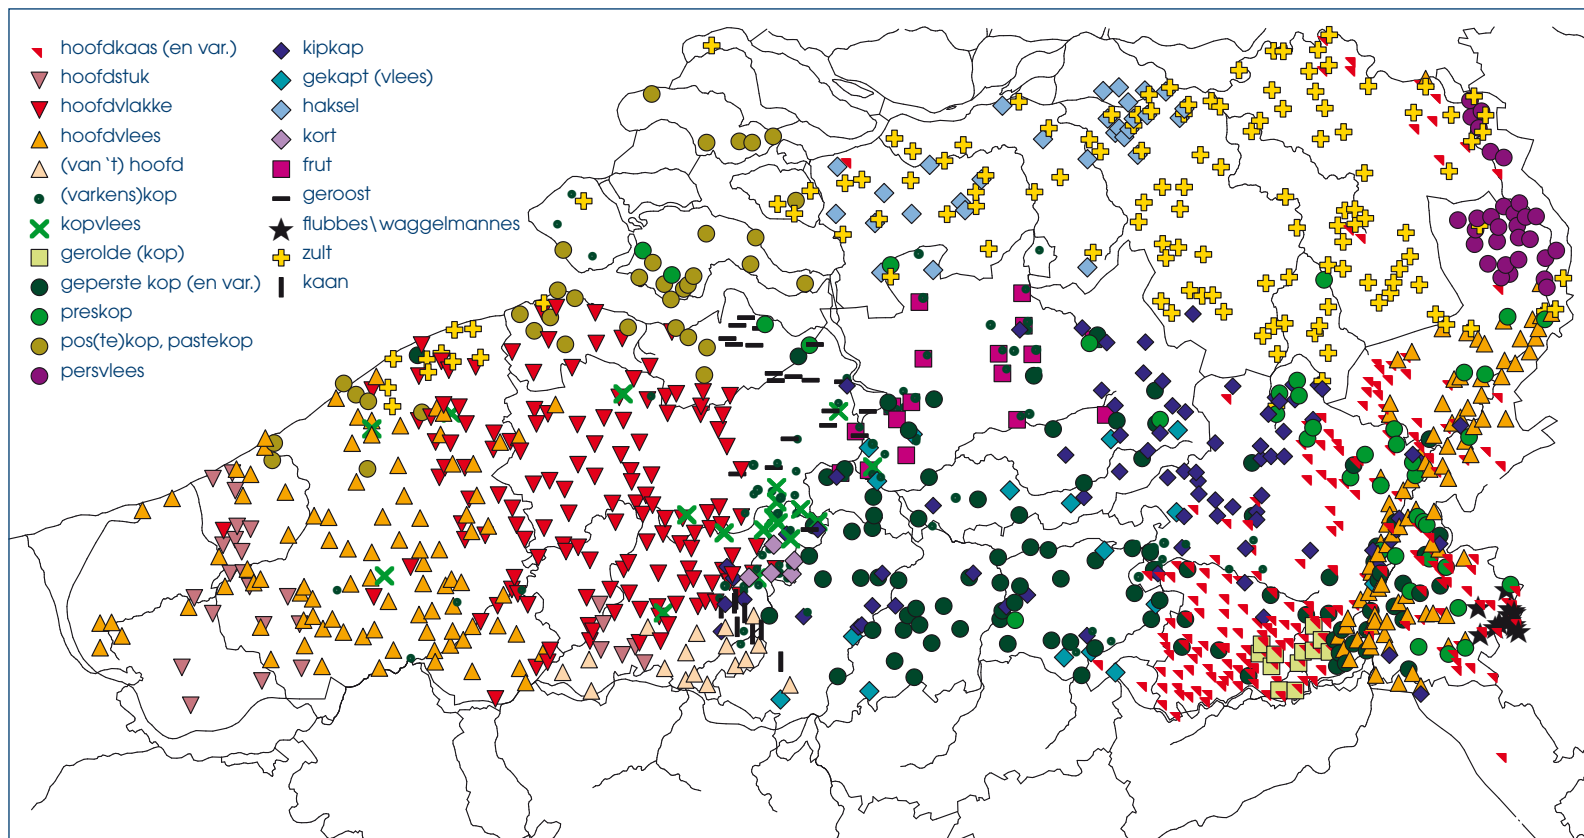 hoofdkaas (en var.)
hoofdstuk
hoofdvlakke
hoofdvlees
(van `t) hoofd
(varkens)kop
kopvlees
gerolde (kop)
geperste kop (en var.)
preskop
pos(te)kop, pastekop
persvlees
kipkap
gekapt (vlees)
haksel
kort
frut
geroost
flubbes\waggelmannes
zult
kaan